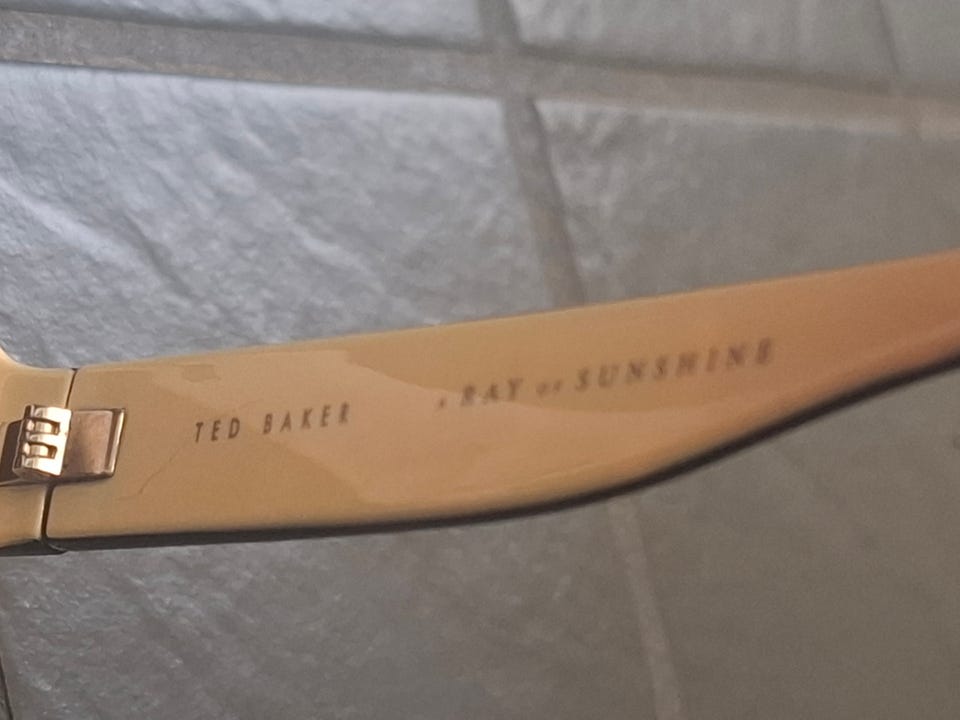 TED BAKER A RAY OF SUNSHINE